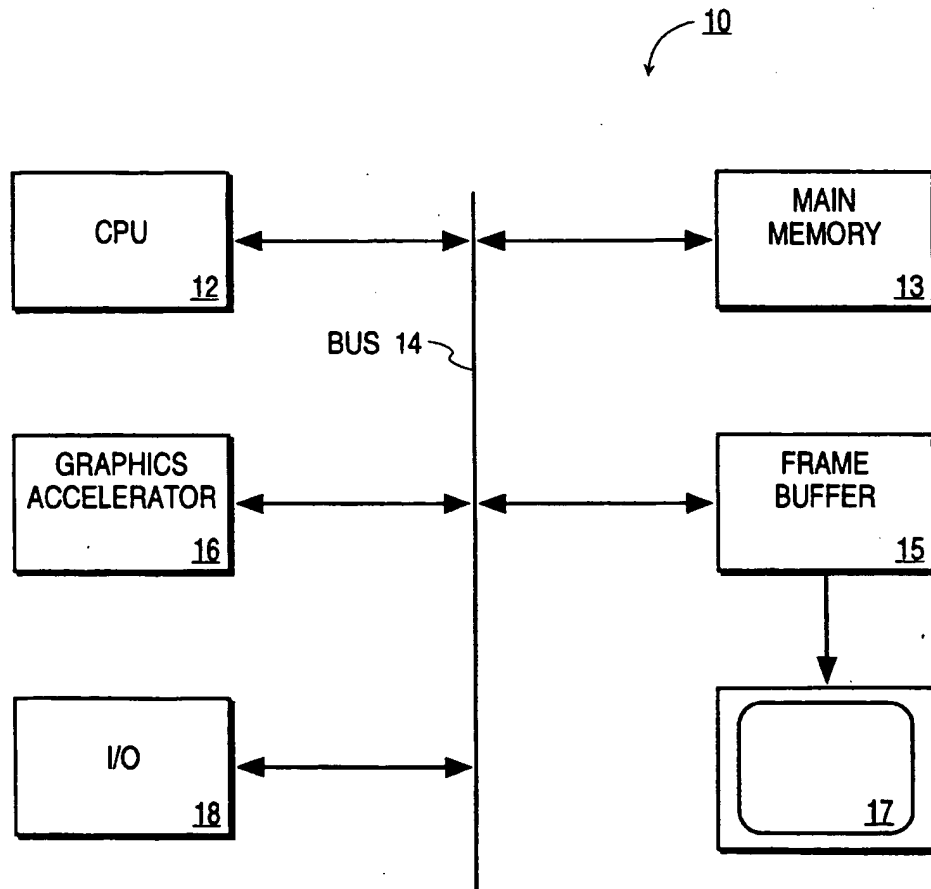 10
CPU
12
MAIN
MEMORY
13
BUS 14
GRAPHICS
ACCELERATOR
16
FRAME
BUFFER
15
I/O
18
17